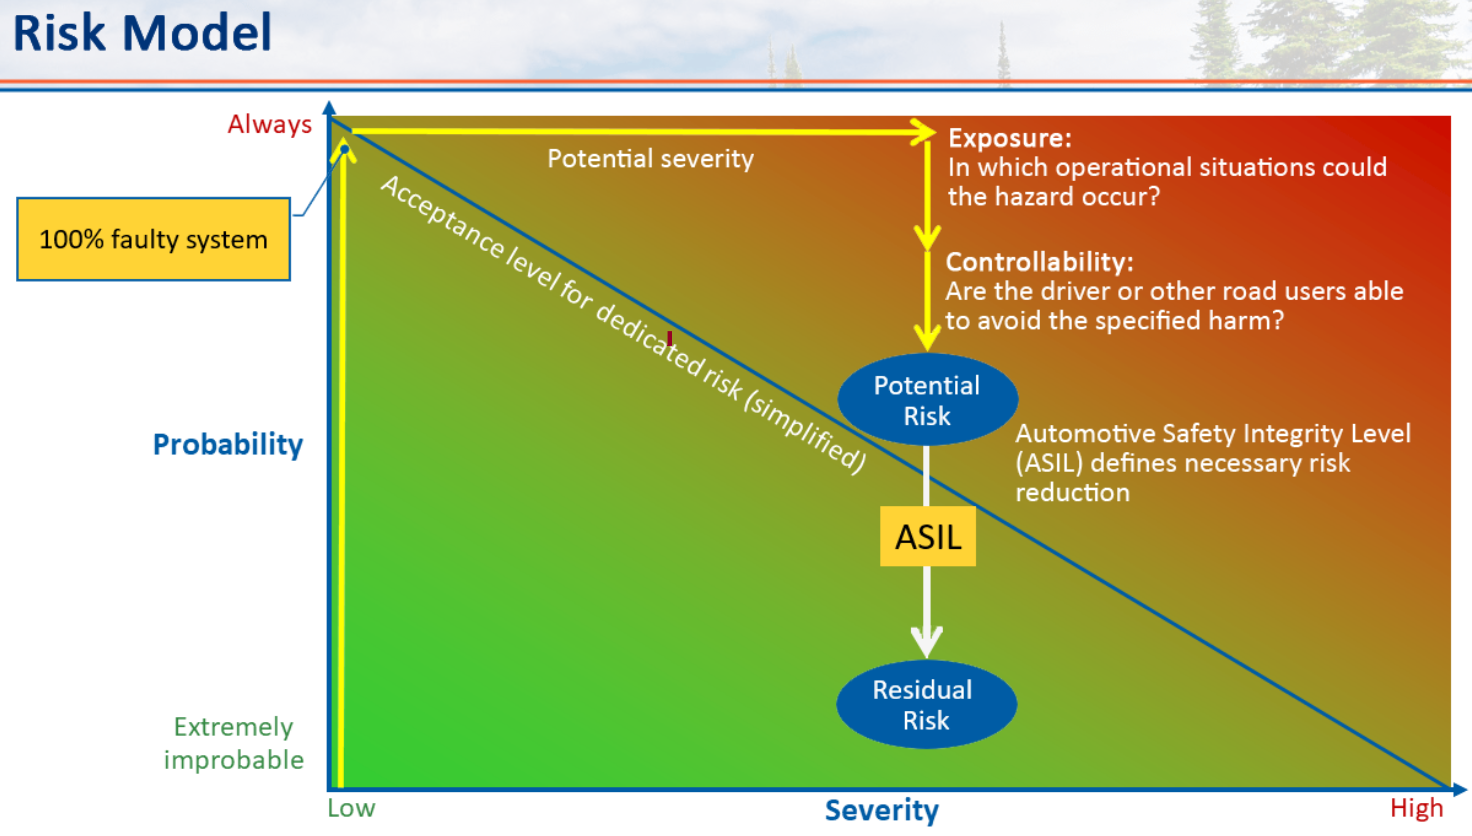 Risk Model
Always
Potential severity
Exposure:
In which operational situations could
the hazard occur?
100% faulty system
Acceptance level for dedicated risk (simplified)
Controllability:
Are the driver or other road users able
to avoid the specified harm?
Potential
Risk
Probability
Automotive Safety Integrity Level
(ASIL) defines necessary risk
reduction
ASIL
Residual
Risk
Extremely
improbable
Low
Severity
High